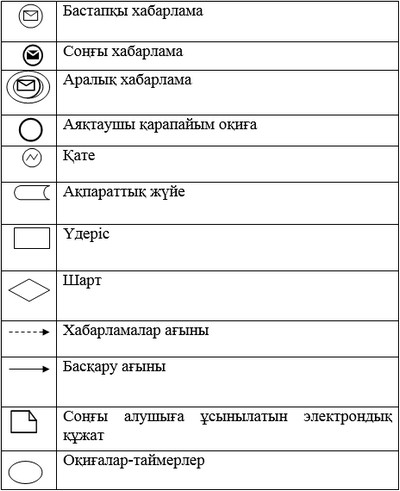 Бастапқы хабарлама
Соңғы хабарлама
Аралық хабарлама
Аяқтаушы қарапайым оқиға
Қате
Ақпараттық жүйе
Үдеріс
Шарт
Хабарламалар ағыны
Басқару ағыны
Соңғы алушыға ұсынылатын электрондық
құжат
Оқиғалар-таймерлер